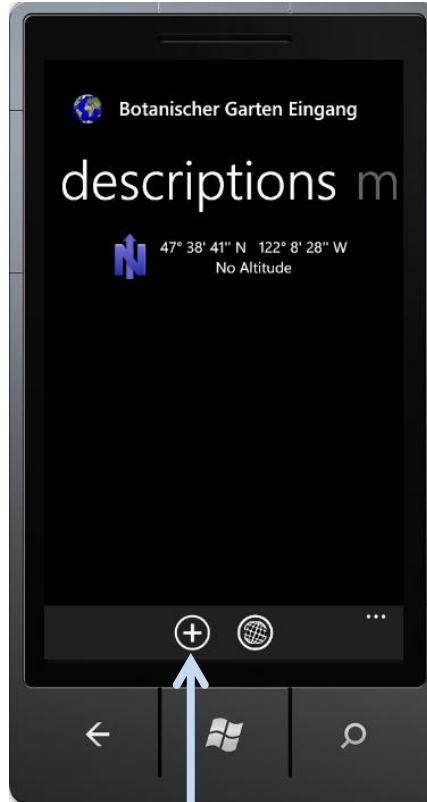 Botanischer Garten Eingang
descriptions m
47° 38' 41'' N 122° 8' 28'' W
No Altitude